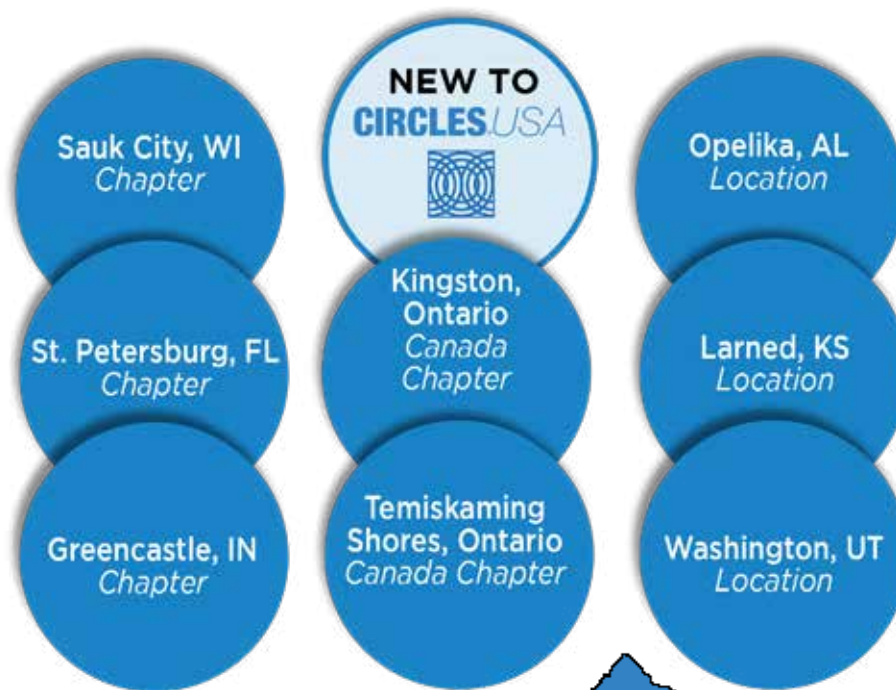 NEW TO
CIRCLES USA
Sauk City, WI
Chapter
St. Petersburg, FL
Chapter
Greencastle, IN
Chapter
Kingston,
Ontario
Canada
Chapter
Temiskaming
Shores, Ontario
Canada Chapter
Opelika, AL
Location
Larned, KS
Location
Washington, UT
Location